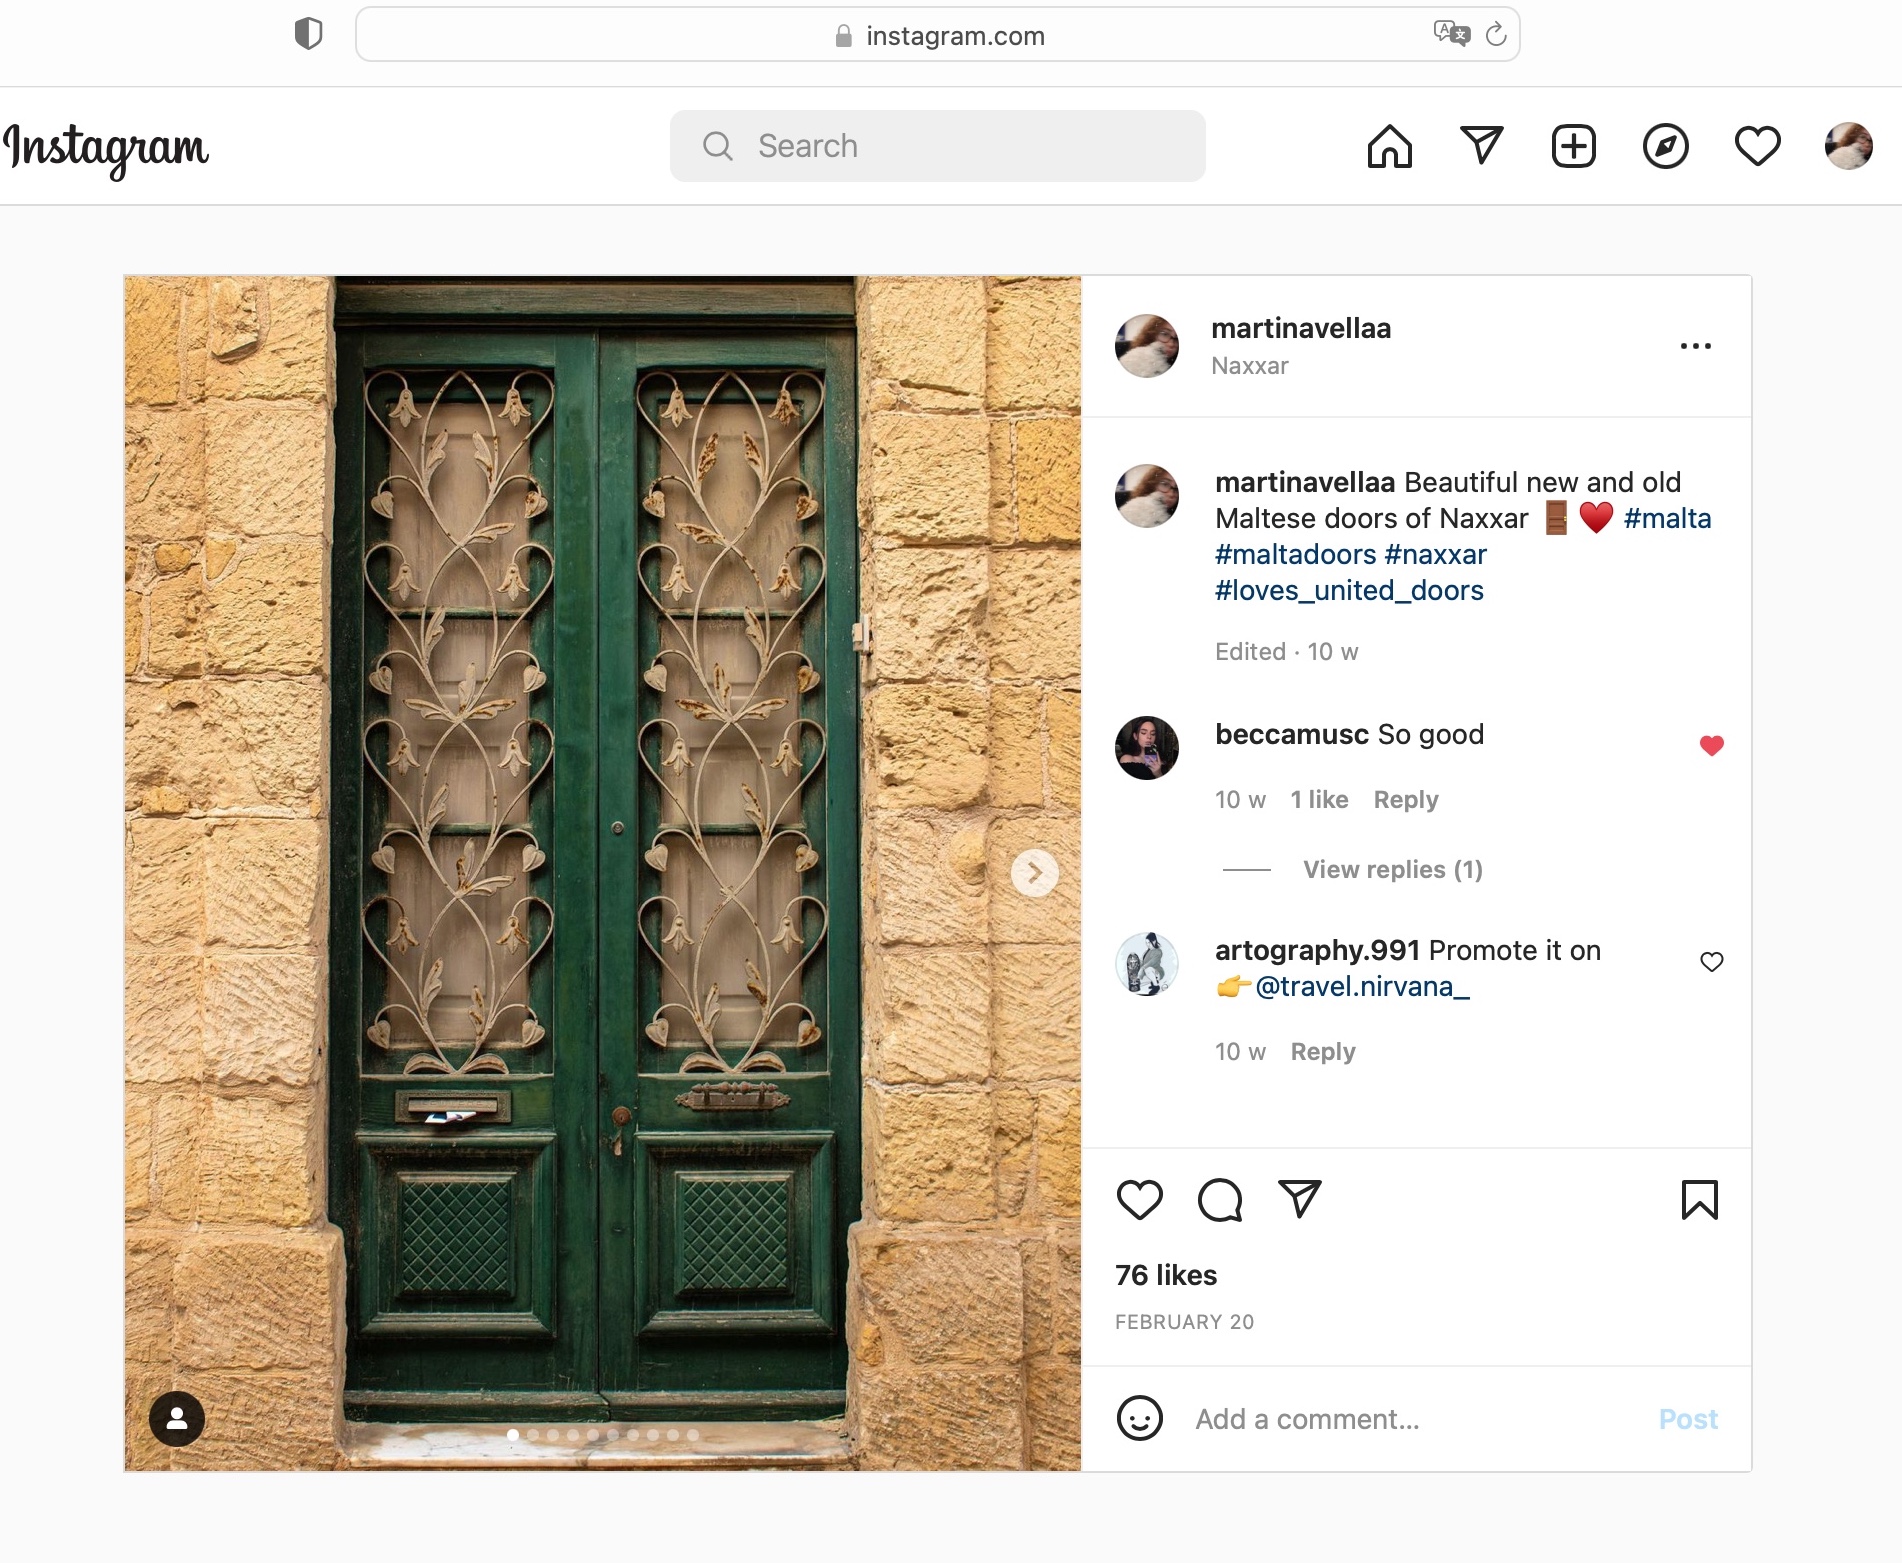 instagram.com
Instagram
Search
martinavellaa
Naxxar
martinavellaa Beautiful new and old
Maltese doors of Naxxar 🚪♥️ #malta
#maltadoors #naxxar
#loves_united_doors
Edited · 10 w
beccamusc So good
10 w 1 like Reply
View replies (1)
artography.991 Promote it on
👉@travel.nirvana_
10 w Reply
76 likes
FEBRUARY 20
Add a comment...
Post